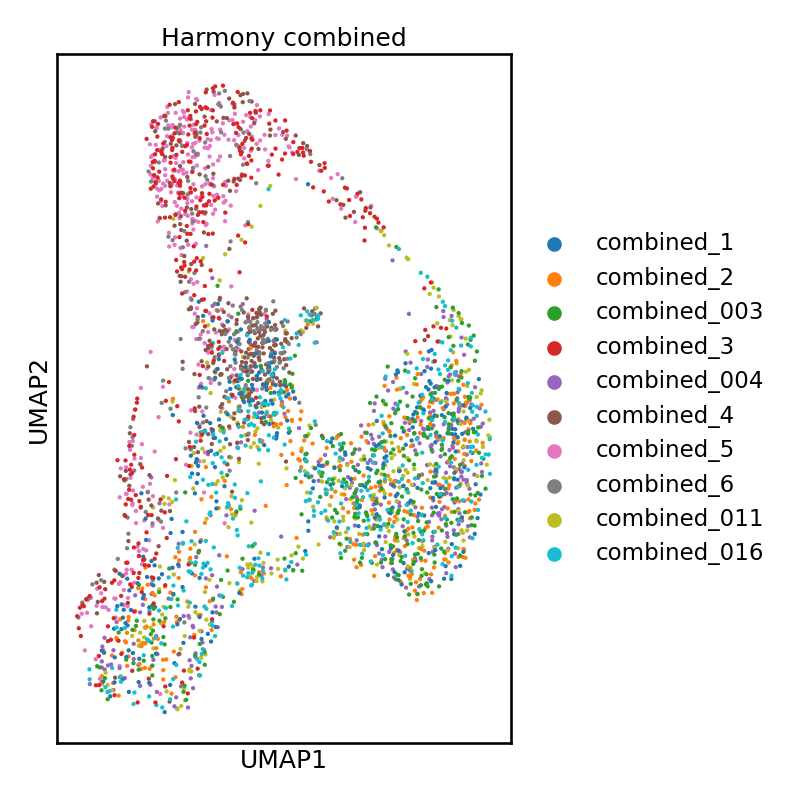 Harmony combined
UMAP2
UMAP1
combined_1
combined_2
combined_003
combined_3
combined_004
combined_4
combined_5
combined_6
combined_011
combined_016